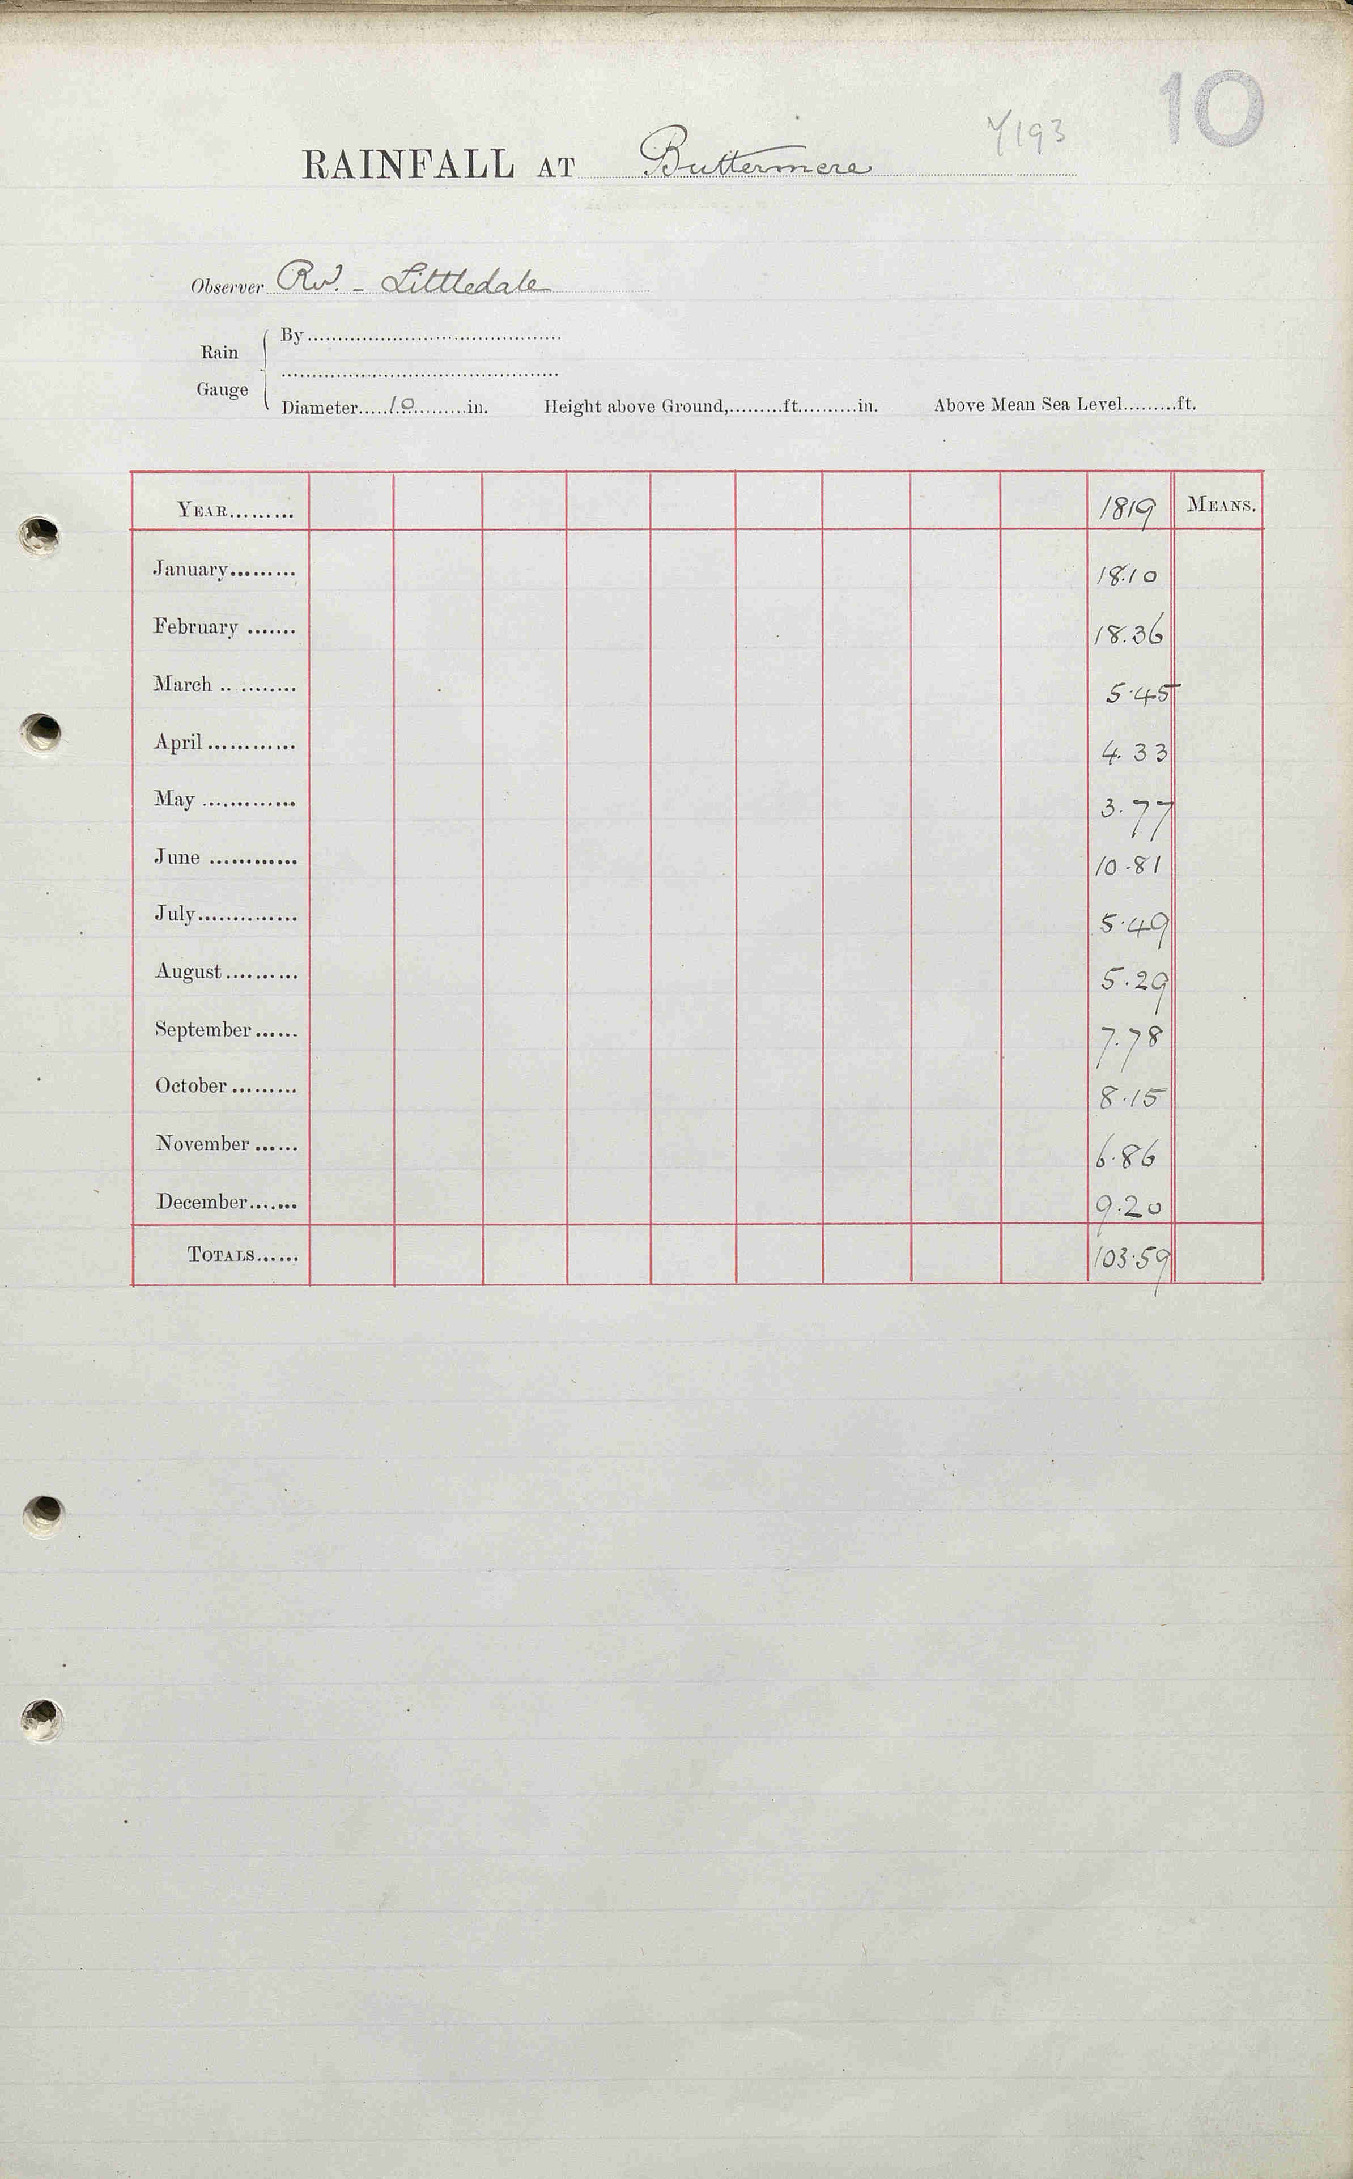 10
Y193
RAINFALL AT Buttermere
Observer Revd. - Littledale
Rain Gauge
By
Diameter 10 in. Height above Ground, ft. in. Above Mean Sea Level ft.
YEAR 1819 MEANS.
January 18.10
February 18.36
March 5.45
April 4.33
May 3.77
June 10.81
July 5.49
August 5.29
September 7.78
October 8.15
November 6.86
December 9.20
TOTALS 103.59